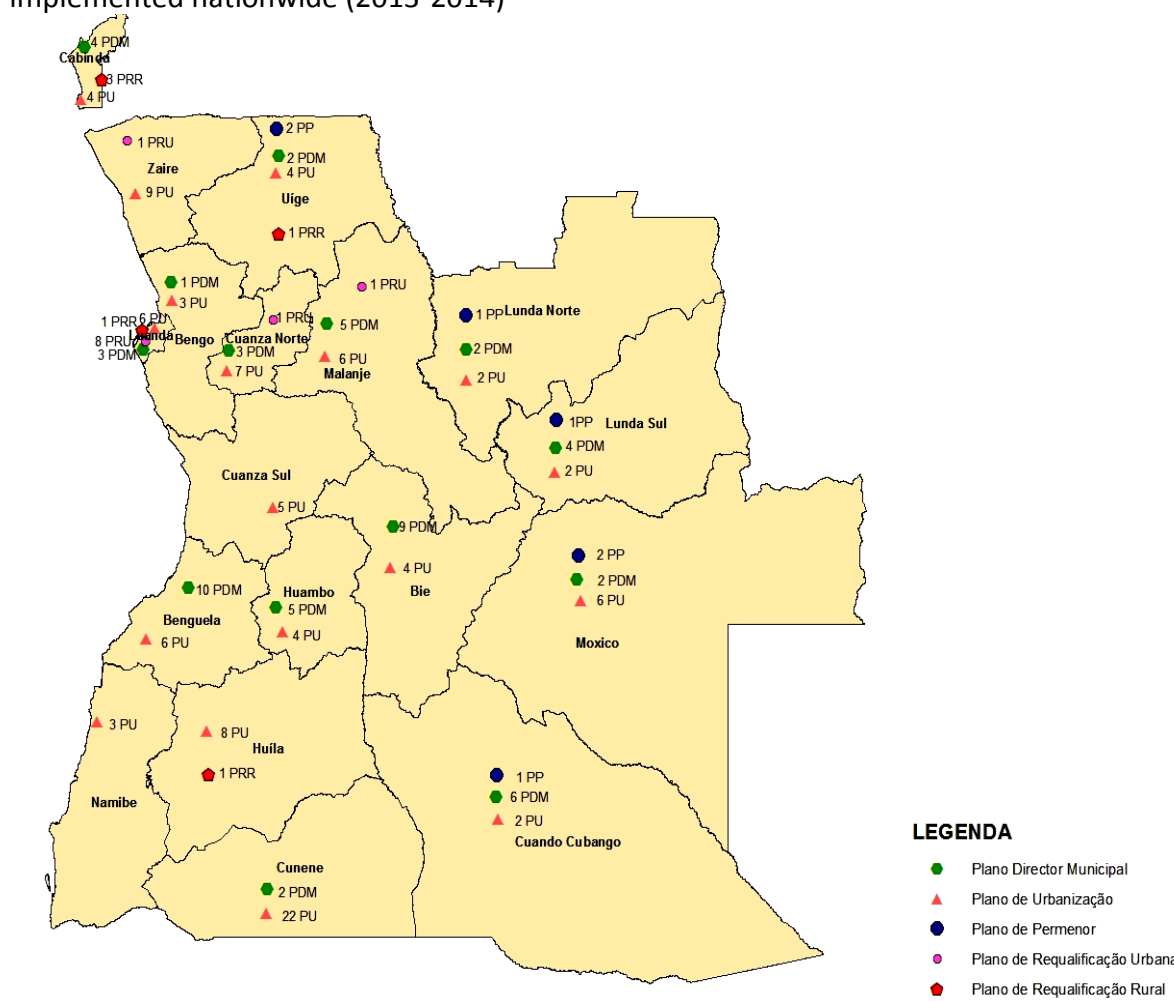 implemented nationwide (2013-2014)
4 PDM
Cabinda
3 PRR
4 PU
1 PRU
Zaire
9 PU
2 PP
2 PDM
4 PU
Uíge
1 PRR
1 PDM
3 PU
6 PU
1 PRR
Luanda
8 PRU
3 PDM
Bengo
1 PRU
Cuanza Norte
3 PDM
7 PU
1 PRU
5 PDM
6 PU
Malanje
1 PP
Lunda Norte
2 PDM
2 PU
1PP
Lunda Sul
4 PDM
2 PU
Cuanza Sul
5 PU
9 PDM
4 PU
Bie
10 PDM
Benguela
6 PU
Huambo
5 PDM
4 PU
2 PP
2 PDM
6 PU
Moxico
3 PU
Namibe
8 PU
Huíla
1 PRR
1 PP
6 PDM
2 PU
Cuando Cubango
Cunene
2 PDM
22 PU
LEGENDA
Plano Director Municipal
Plano de Urbanização
Plano de Permenor
Plano de Requalificação Urbana
Plano de Requalificação Rural